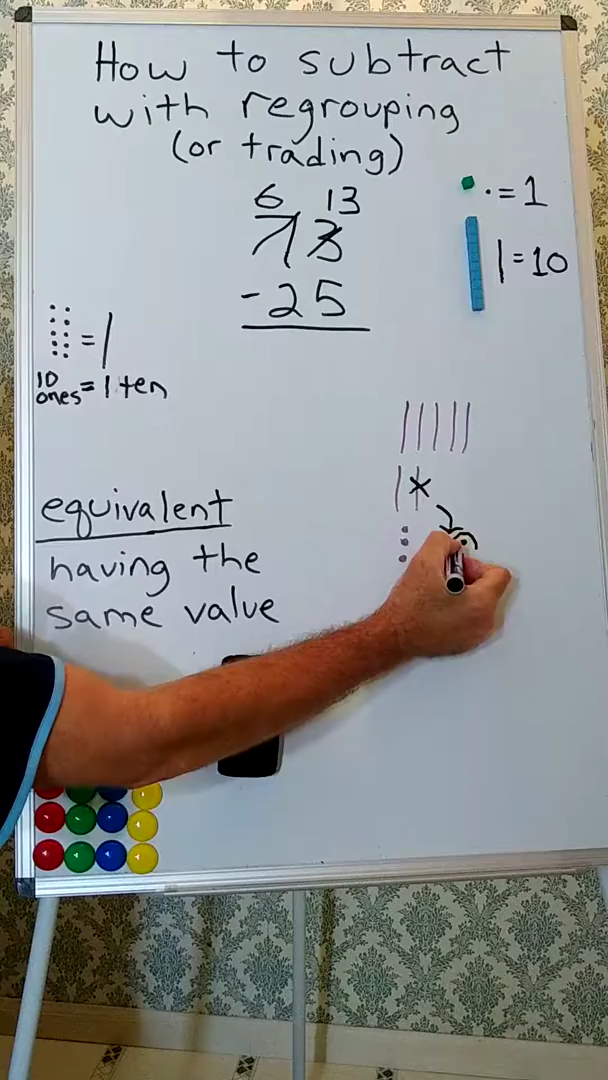 How to subtract
with regrouping
(or trading)
6 13
73
-25
· = 1
| = 10
= |
10 ones = 1 ten
equivalent
having the
same value